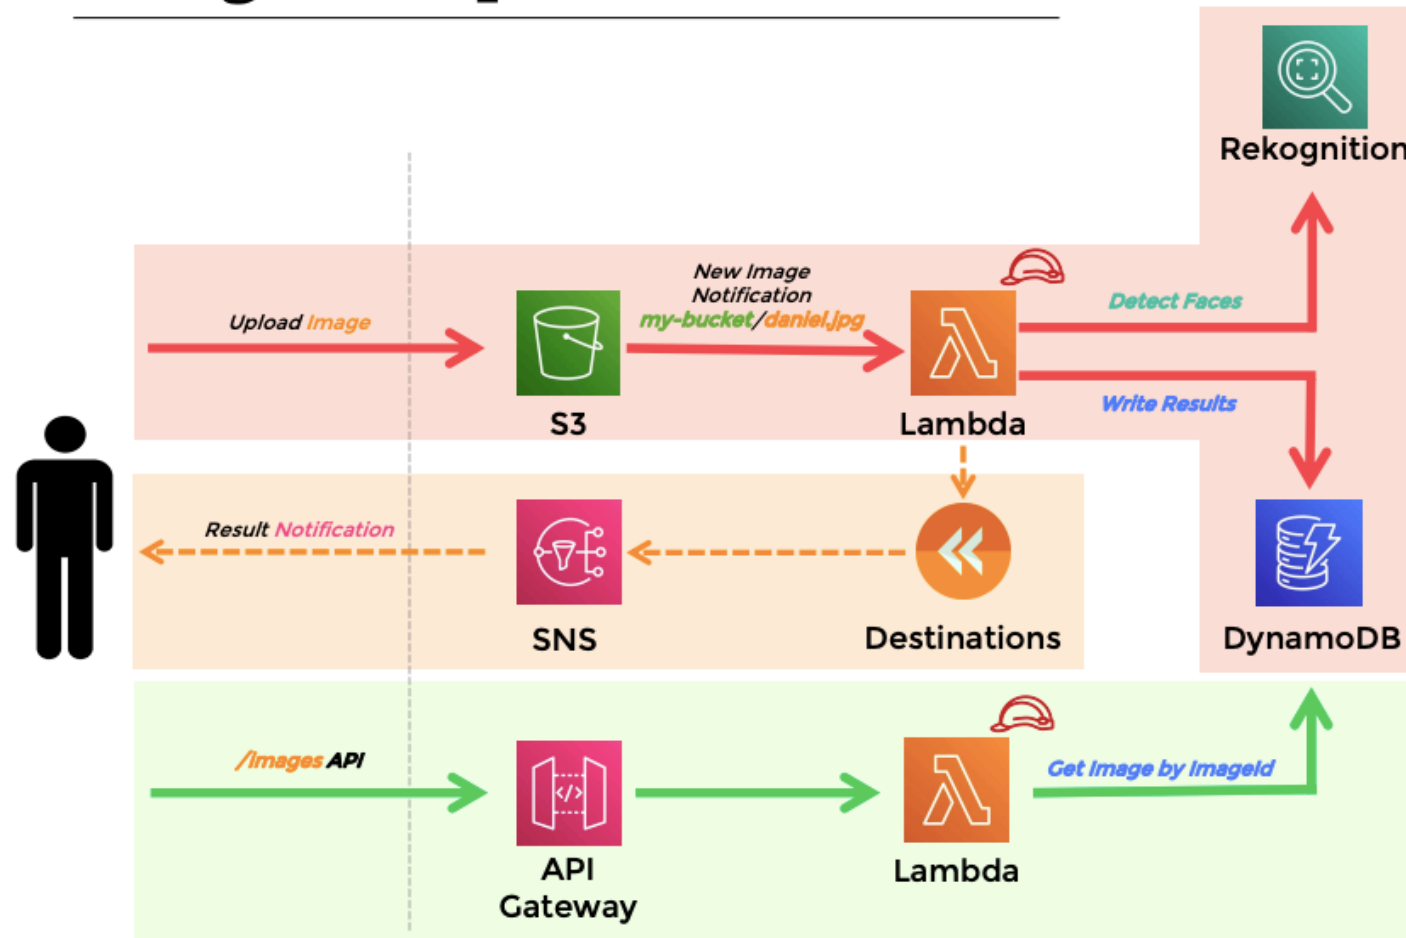 Rekognition
New Image
Notification
my-bucket/daniel.jpg
Upload Image
Detect Faces
Write Results
S3
Lambda
Result Notification
SNS
Destinations
DynamoDB
/Images API
Get Image by ImageId
API
Gateway
Lambda